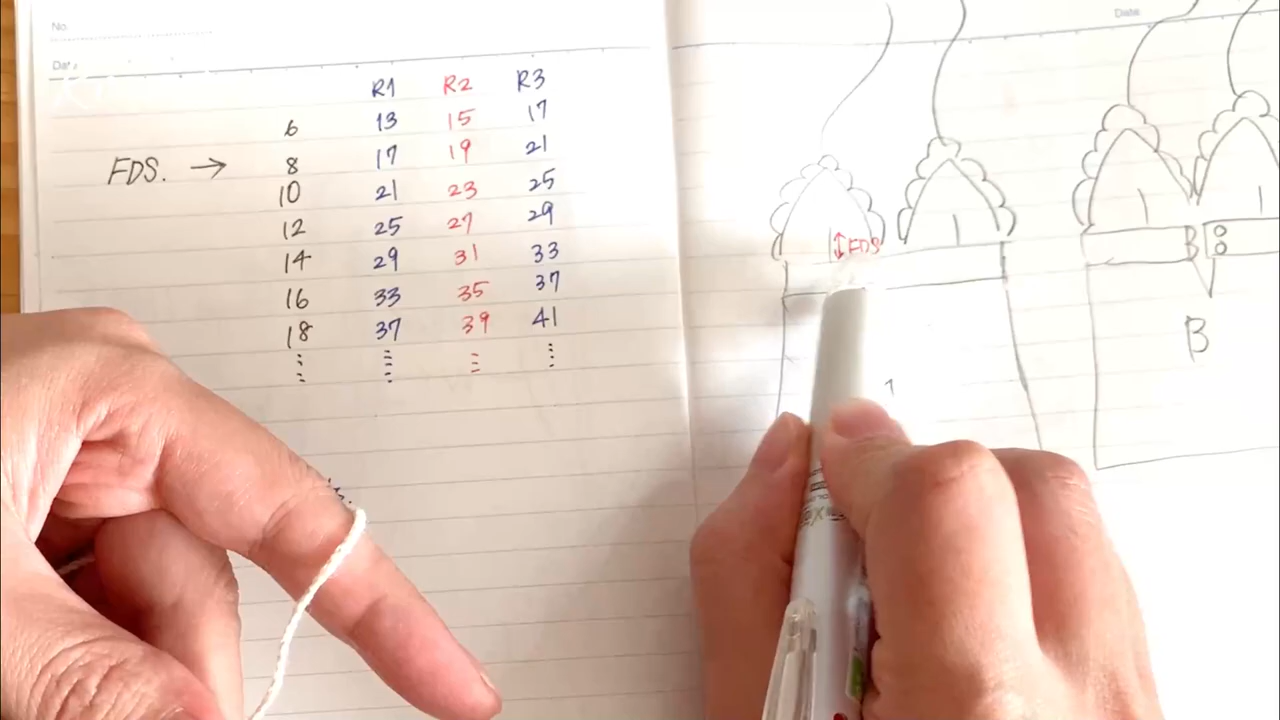 No.
Date
R1 R2 R3
6 13 15 17
FDS. → 8 17 19 21
10 21 23 25
12 25 27 29
14 29 31 33
16 33 35 37
18 37 39 41
Date
↕FDS
B 8
B